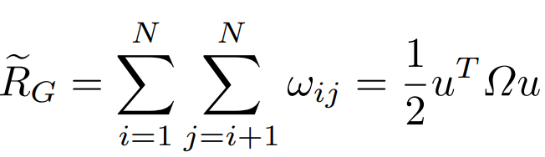 $\widetilde{R}_G = \sum_{i=1}^{N} \sum_{j=i+1}^{N} \omega_{ij} = \frac{1}{2} u^T \Omega u$